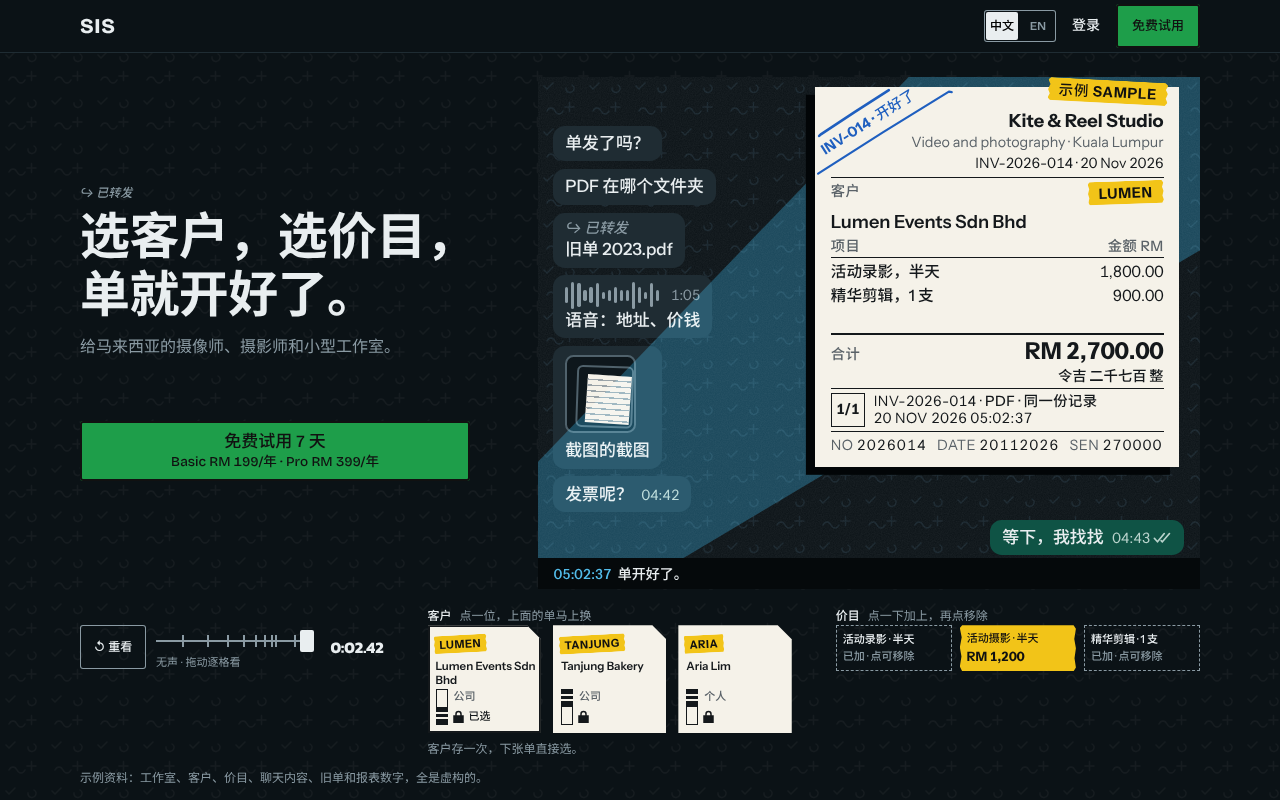 SIS
中文 EN 登录 免费试用
↪ 已转发
选客户，选价目，
单就开好了。
给马来西亚的摄像师、摄影师和小型工作室。
免费试用 7 天
Basic RM 199/年 · Pro RM 399/年
单发了吗？
PDF 在哪个文件夹
↪ 已转发
旧单 2023.pdf
1:05
语音：地址、价钱
截图的截图
发票呢？ 04:42
INV-014 · 开好了
示例 SAMPLE
Kite & Reel Studio
Video and photography · Kuala Lumpur
INV-2026-014 · 20 Nov 2026
客户
LUMEN
Lumen Events Sdn Bhd
项目 金额 RM
活动录影，半天 1,800.00
精华剪辑，1 支 900.00
合计 RM 2,700.00
令吉 二千七百 整
1/1
INV-2026-014 · PDF · 同一份记录
20 NOV 2026 05:02:37
NO 2026014 DATE 20112026 SEN 270000
等下，我找找 04:43
05:02:37 单开好了。
重看
无声 · 拖动逐格看
0:02.42
客户 点一位，上面的单马上换
LUMEN
Lumen Events Sdn
Bhd
公司
已选
TANJUNG
Tanjung Bakery
公司
ARIA
Aria Lim
个人
客户存一次，下张单直接选。
价目 点一下加上，再点移除
活动录影 · 半天
已加 · 点可移除
活动摄影 · 半天
RM 1,200
精华剪辑 · 1 支
已加 · 点可移除
示例资料：工作室、客户、价目、聊天内容、旧单和报表数字，全是虚构的。